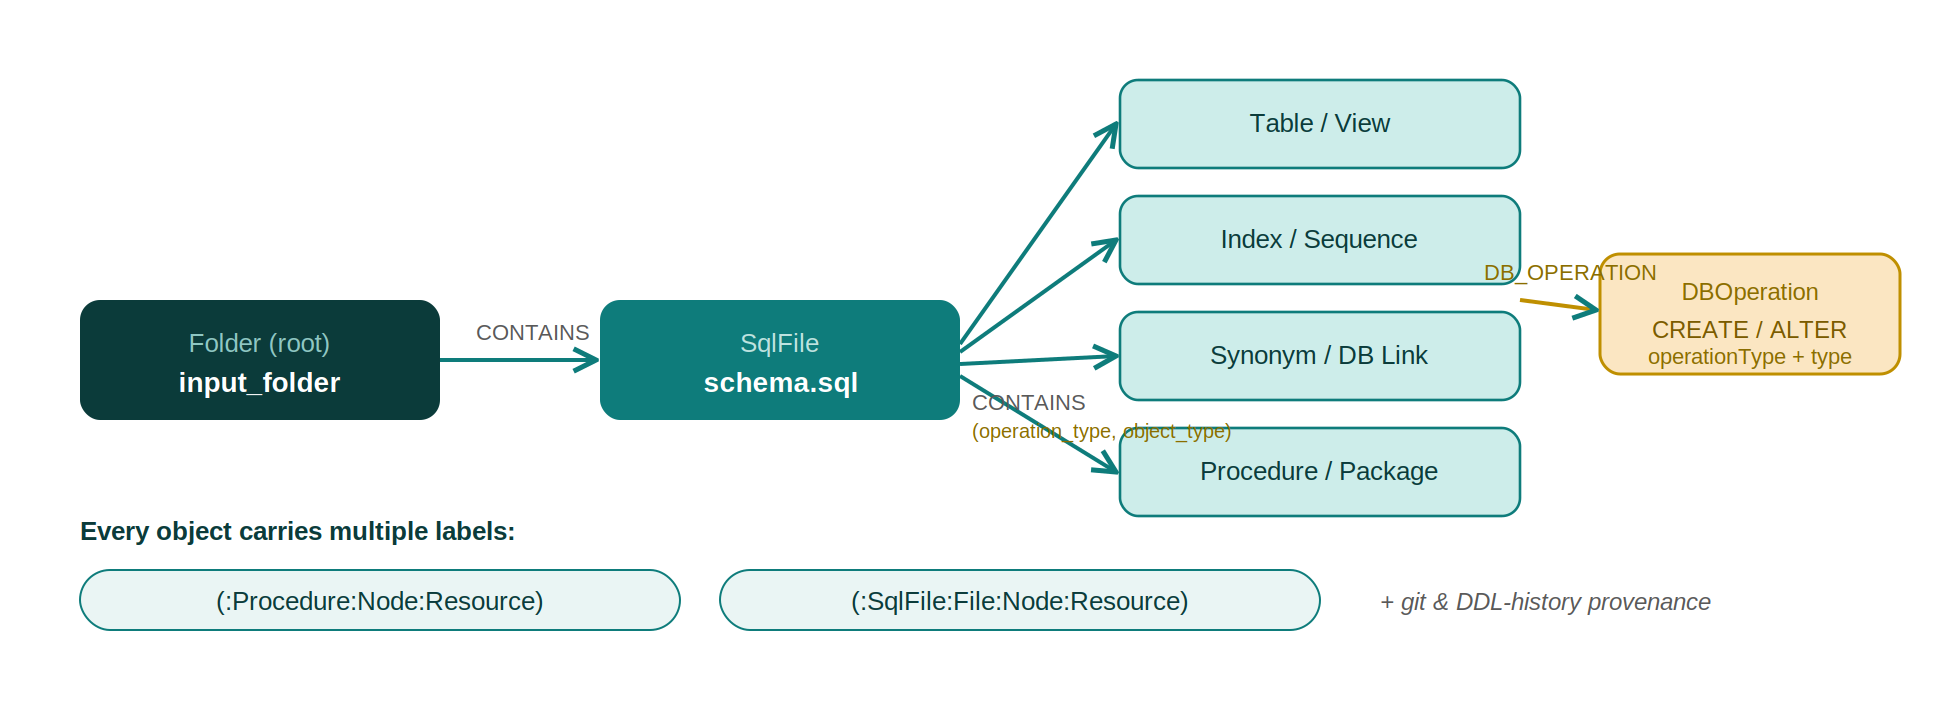 Table / View
Index / Sequence
DB_OPERATION
DBOperation
CREATE / ALTER
operationType + type
Folder (root)
input_folder
CONTAINS
SqlFile
schema.sql
Synonym / DB Link
CONTAINS
(operation_type, object_type)
Procedure / Package
Every object carries multiple labels:
(:Procedure:Node:Resource)
(:SqlFile:File:Node:Resource)
+ git & DDL-history provenance